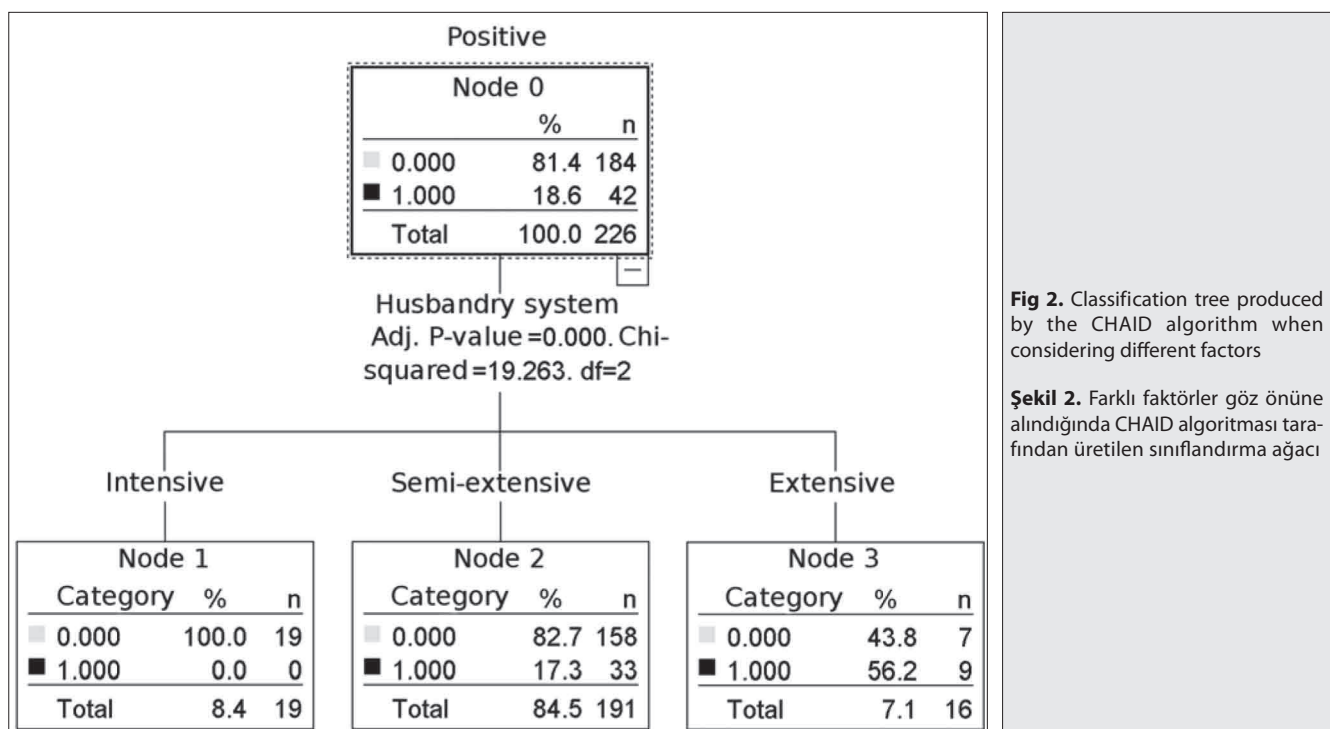 Positive
Node 0
% n
0.000 81.4 184
1.000 18.6 42
Total 100.0 226
Husbandry system
Adj. P-value=0.000. Chi-
squared=19.263. df=2
Intensive
Node 1
Category % n
0.000 100.0 19
1.000 0.0 0
Total 8.4 19
Semi-extensive
Node 2
Category % n
0.000 82.7 158
1.000 17.3 33
Total 84.5 191
Extensive
Node 3
Category % n
0.000 43.8 7
1.000 56.2 9
Total 7.1 16
Fig 2. Classification tree produced
by the CHAID algorithm when
considering different factors
Şekil 2. Farklı faktörler göz önüne
alındığında CHAID algoritması tara-
fından üretilen sınıflandırma ağacı